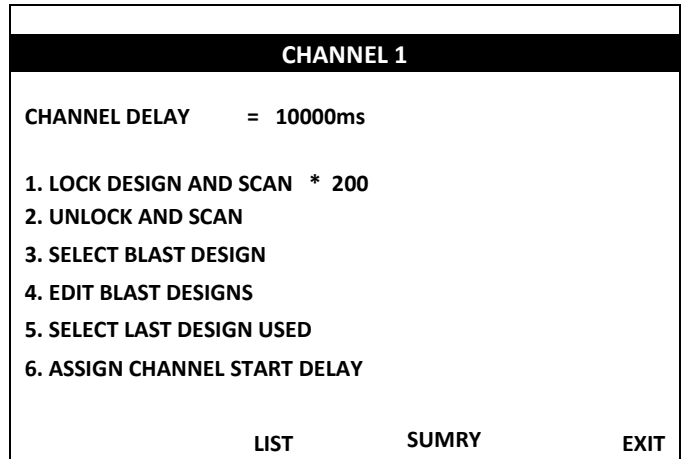 CHANNEL 1
CHANNEL DELAY = 10000ms
1. LOCK DESIGN AND SCAN * 200
2. UNLOCK AND SCAN
3. SELECT BLAST DESIGN
4. EDIT BLAST DESIGNS
5. SELECT LAST DESIGN USED
6. ASSIGN CHANNEL START DELAY
LIST SUMRY EXIT